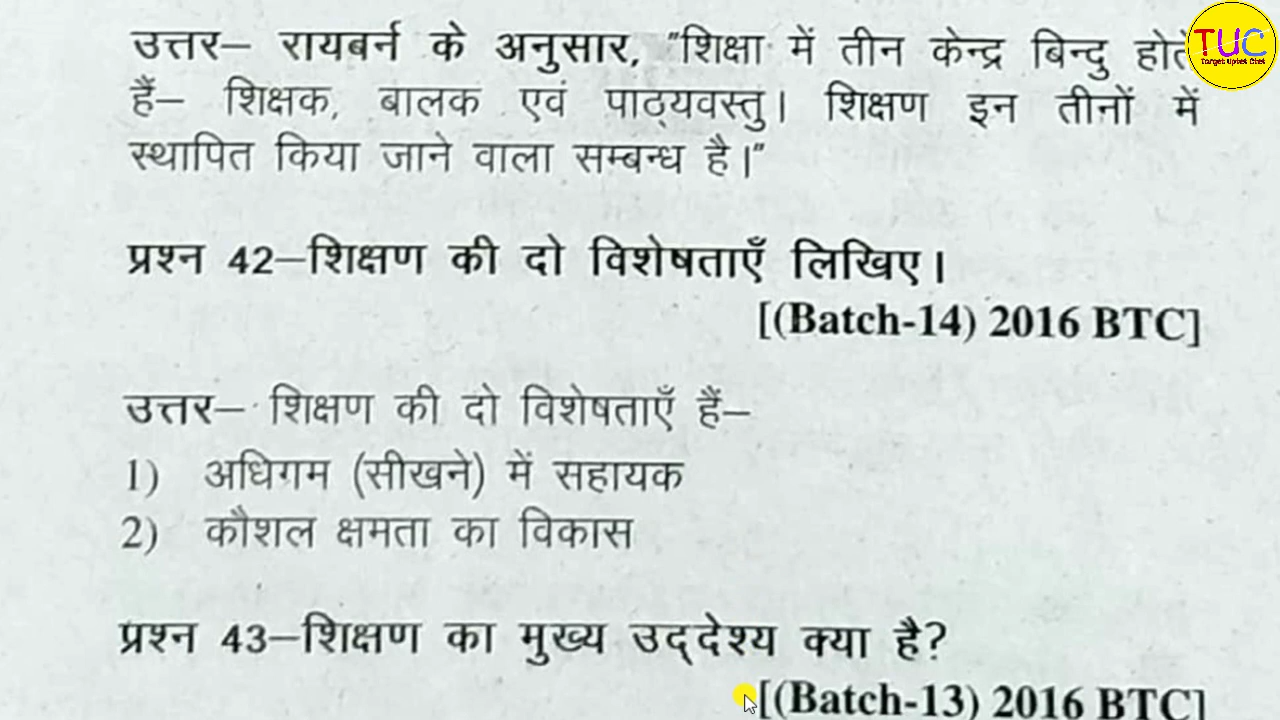 उत्तर– रायबर्न के अनुसार, "शिक्षा में तीन केन्द्र बिन्दु होते
हैं– शिक्षक, बालक एवं पाठ्यवस्तु। शिक्षण इन तीनों में
स्थापित किया जाने वाला सम्बन्ध है।"
प्रश्न 42–शिक्षण की दो विशेषताएँ लिखिए।
[(Batch-14) 2016 BTC]
उत्तर– शिक्षण की दो विशेषताएँ हैं–
1) अधिगम (सीखने) में सहायक
2) कौशल क्षमता का विकास
प्रश्न 43–शिक्षण का मुख्य उद्देश्य क्या है?
[(Batch-13) 2016 BTC]
TUC